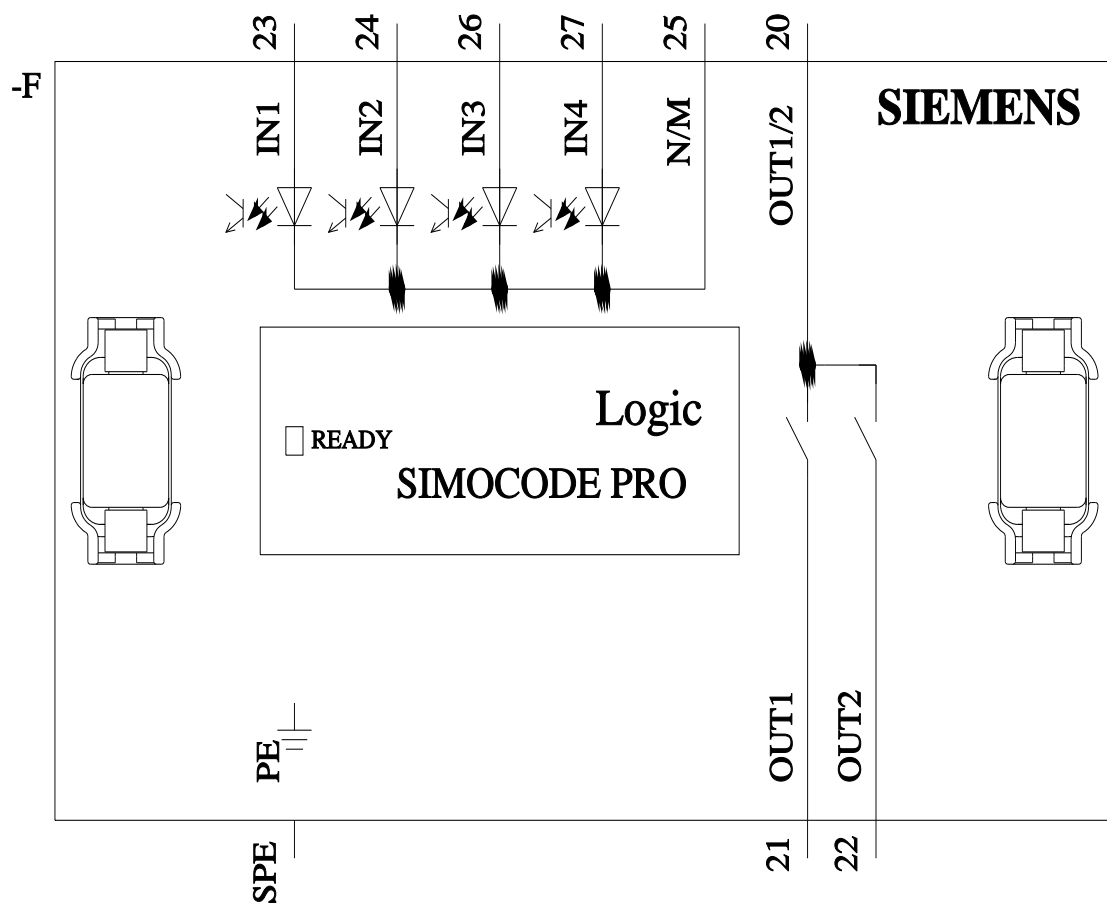 23
24
26
27
25
20
-F
SIEMENS
IN1
IN2
IN3
IN4
N/M
OUT1/2
Logic
READY
SIMOCODE PRO
PE
OUT1
OUT2
SPE
21
22